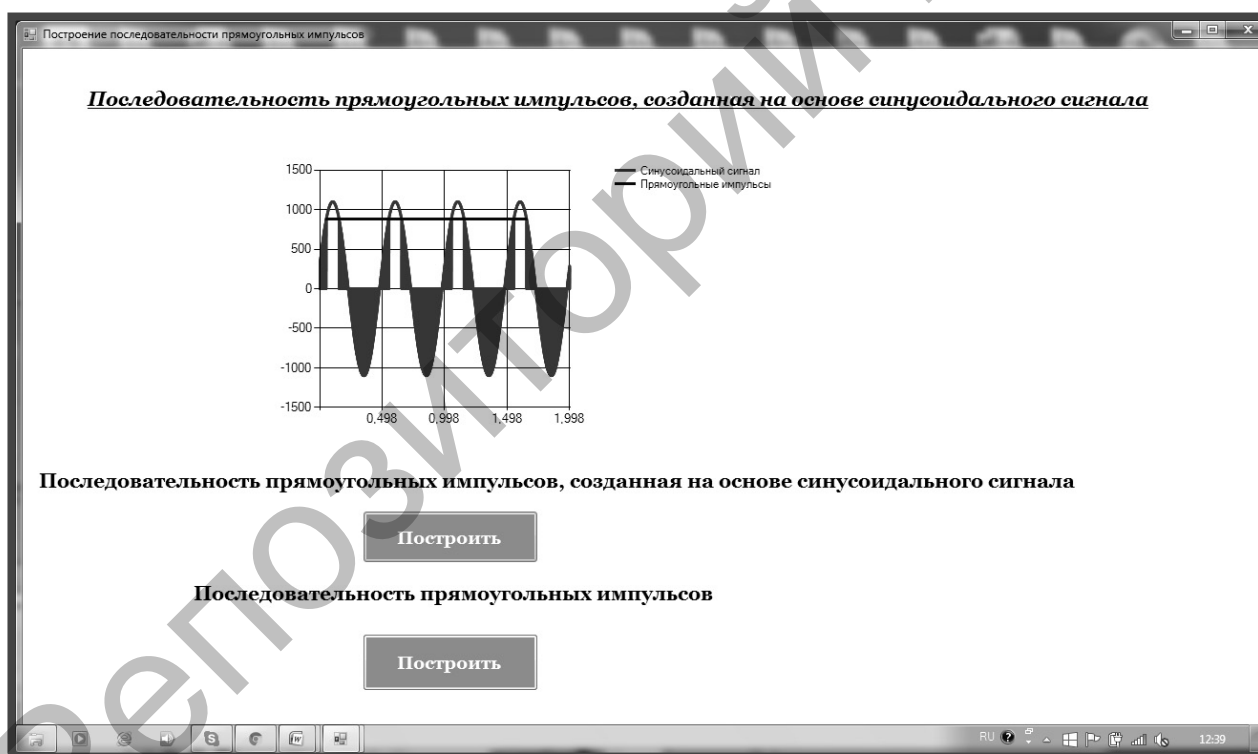 Построение последовательности прямоугольных импульсов
Последовательность прямоугольных импульсов, созданная на основе синусоидального сигнала
1500
1000
500
0
-500
-1000
-1500
0,498
0,998
1,498
1,998
Синусоидальный сигнал
Прямоугольные импульсы
Последовательность прямоугольных импульсов, созданная на основе синусоидального сигнала
Построить
Последовательность прямоугольных импульсов
Построить
RU
12:39
Репозиторий